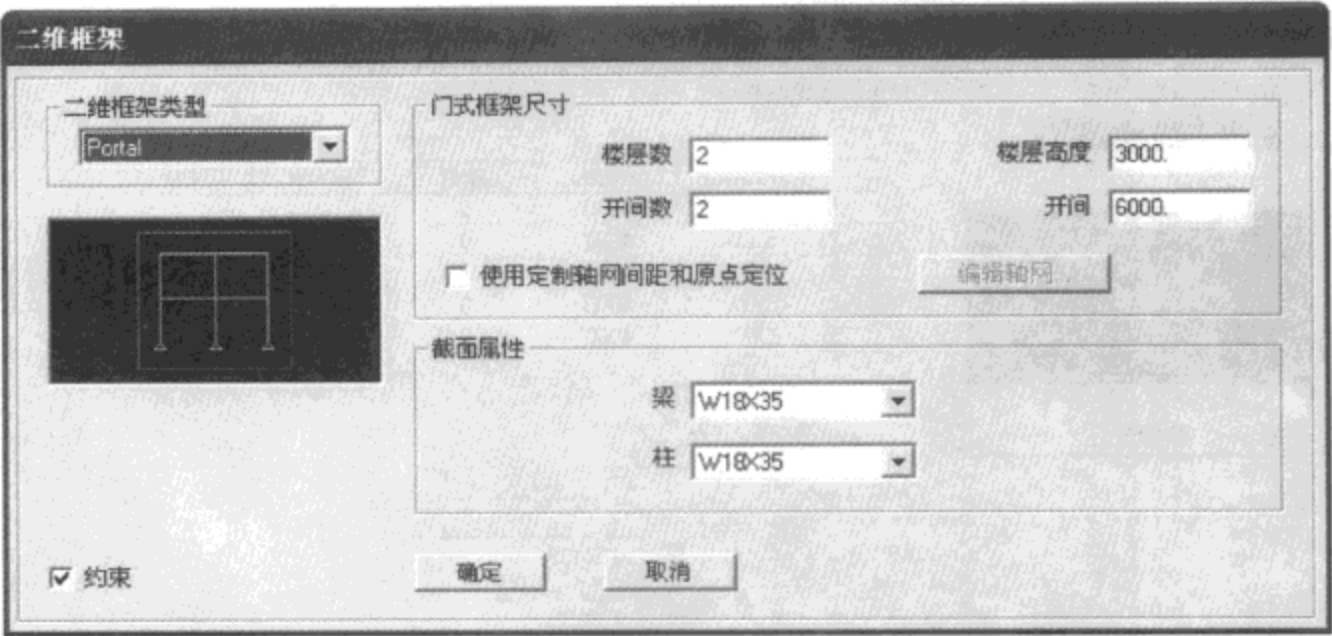 二维框架
二维框架类型
Portal
门式框架尺寸
楼层数 2 楼层高度 3000.
开间数 2 开间 6000.
使用定制轴网间距和原点定位 编辑轴网...
截面属性
梁 W18X35
柱 W18X35
约束 确定 取消